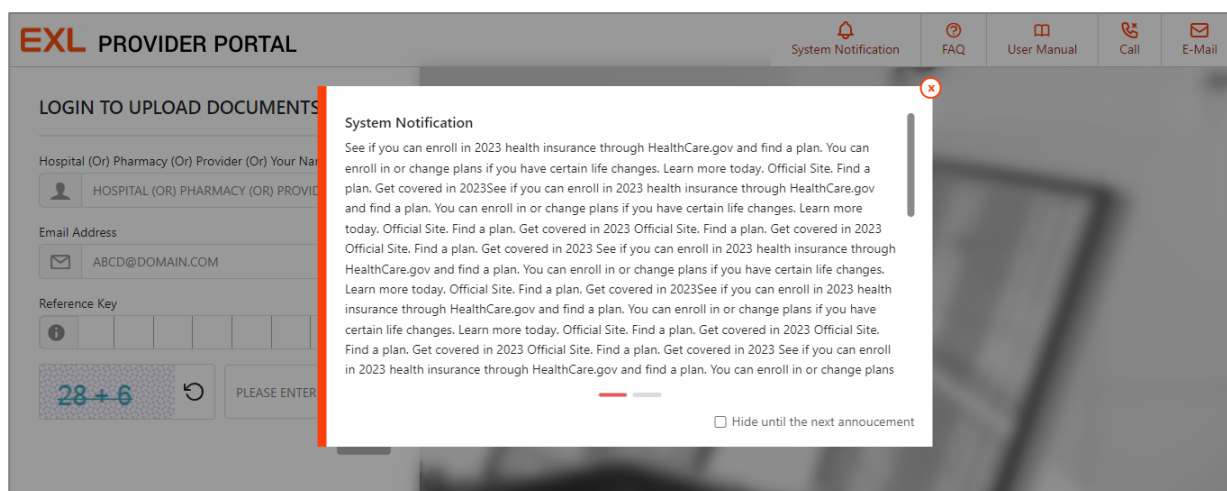 EXL PROVIDER PORTAL
System Notification
FAQ
User Manual
Call
E-Mail
LOGIN TO UPLOAD DOCUMENTS
Hospital (Or) Pharmacy (Or) Provider (Or) Your
HOSPITAL (OR) PHARMACY (OR)
Email Address
ABCD@DOMAIN.COM
Reference Key
28 + 6
PLEASE ENTER
x
System Notification
See if you can enroll in 2023 health insurance through HealthCare.gov and find a plan. You can
enroll in or change plans if you have certain life changes. Learn more today. Official Site. Find a
plan. Get covered in 2023See if you can enroll in 2023 health insurance through HealthCare.gov
and find a plan. You can enroll in or change plans if you have certain life changes. Learn more
today. Official Site. Find a plan. Get covered in 2023 Official Site. Find a plan. Get covered in 2023
Official Site. Find a plan. Get covered in 2023 See if you can enroll in 2023 health insurance through
HealthCare.gov and find a plan. You can enroll in or change plans if you have certain life changes.
Learn more today. Official Site. Find a plan. Get covered in 2023See if you can enroll in 2023 health
insurance through HealthCare.gov and find a plan. You can enroll in or change plans if you have
certain life changes. Learn more today. Official Site. Find a plan. Get covered in 2023 Official Site.
Find a plan. Get covered in 2023 Official Site. Find a plan. Get covered in 2023 See if you can enroll
in 2023 health insurance through HealthCare.gov and find a plan. You can enroll in or change plans
Hide until the next annoucement